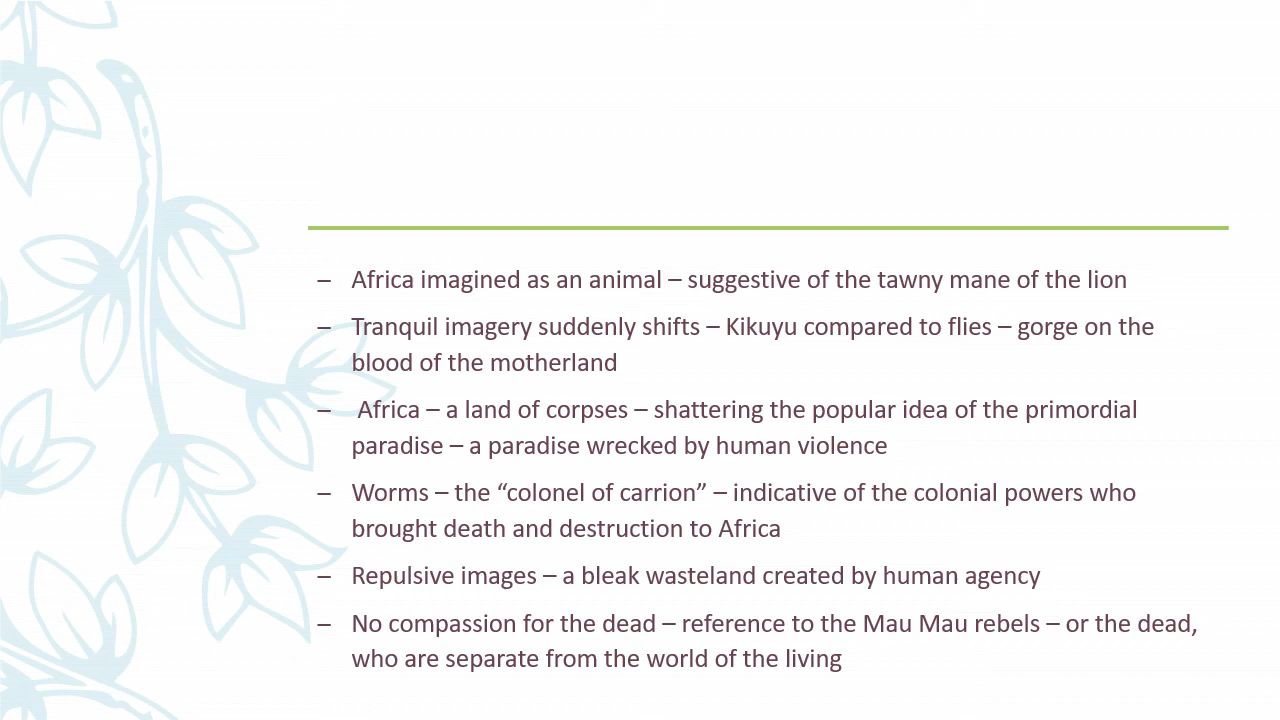 – Africa imagined as an animal – suggestive of the tawny mane of the lion
– Tranquil imagery suddenly shifts – Kikuyu compared to flies – gorge on the
blood of the motherland
– Africa – a land of corpses – shattering the popular idea of the primordial
paradise – a paradise wrecked by human violence
– Worms – the “colonel of carrion” – indicative of the colonial powers who
brought death and destruction to Africa
– Repulsive images – a bleak wasteland created by human agency
– No compassion for the dead – reference to the Mau Mau rebels – or the dead,
who are separate from the world of the living